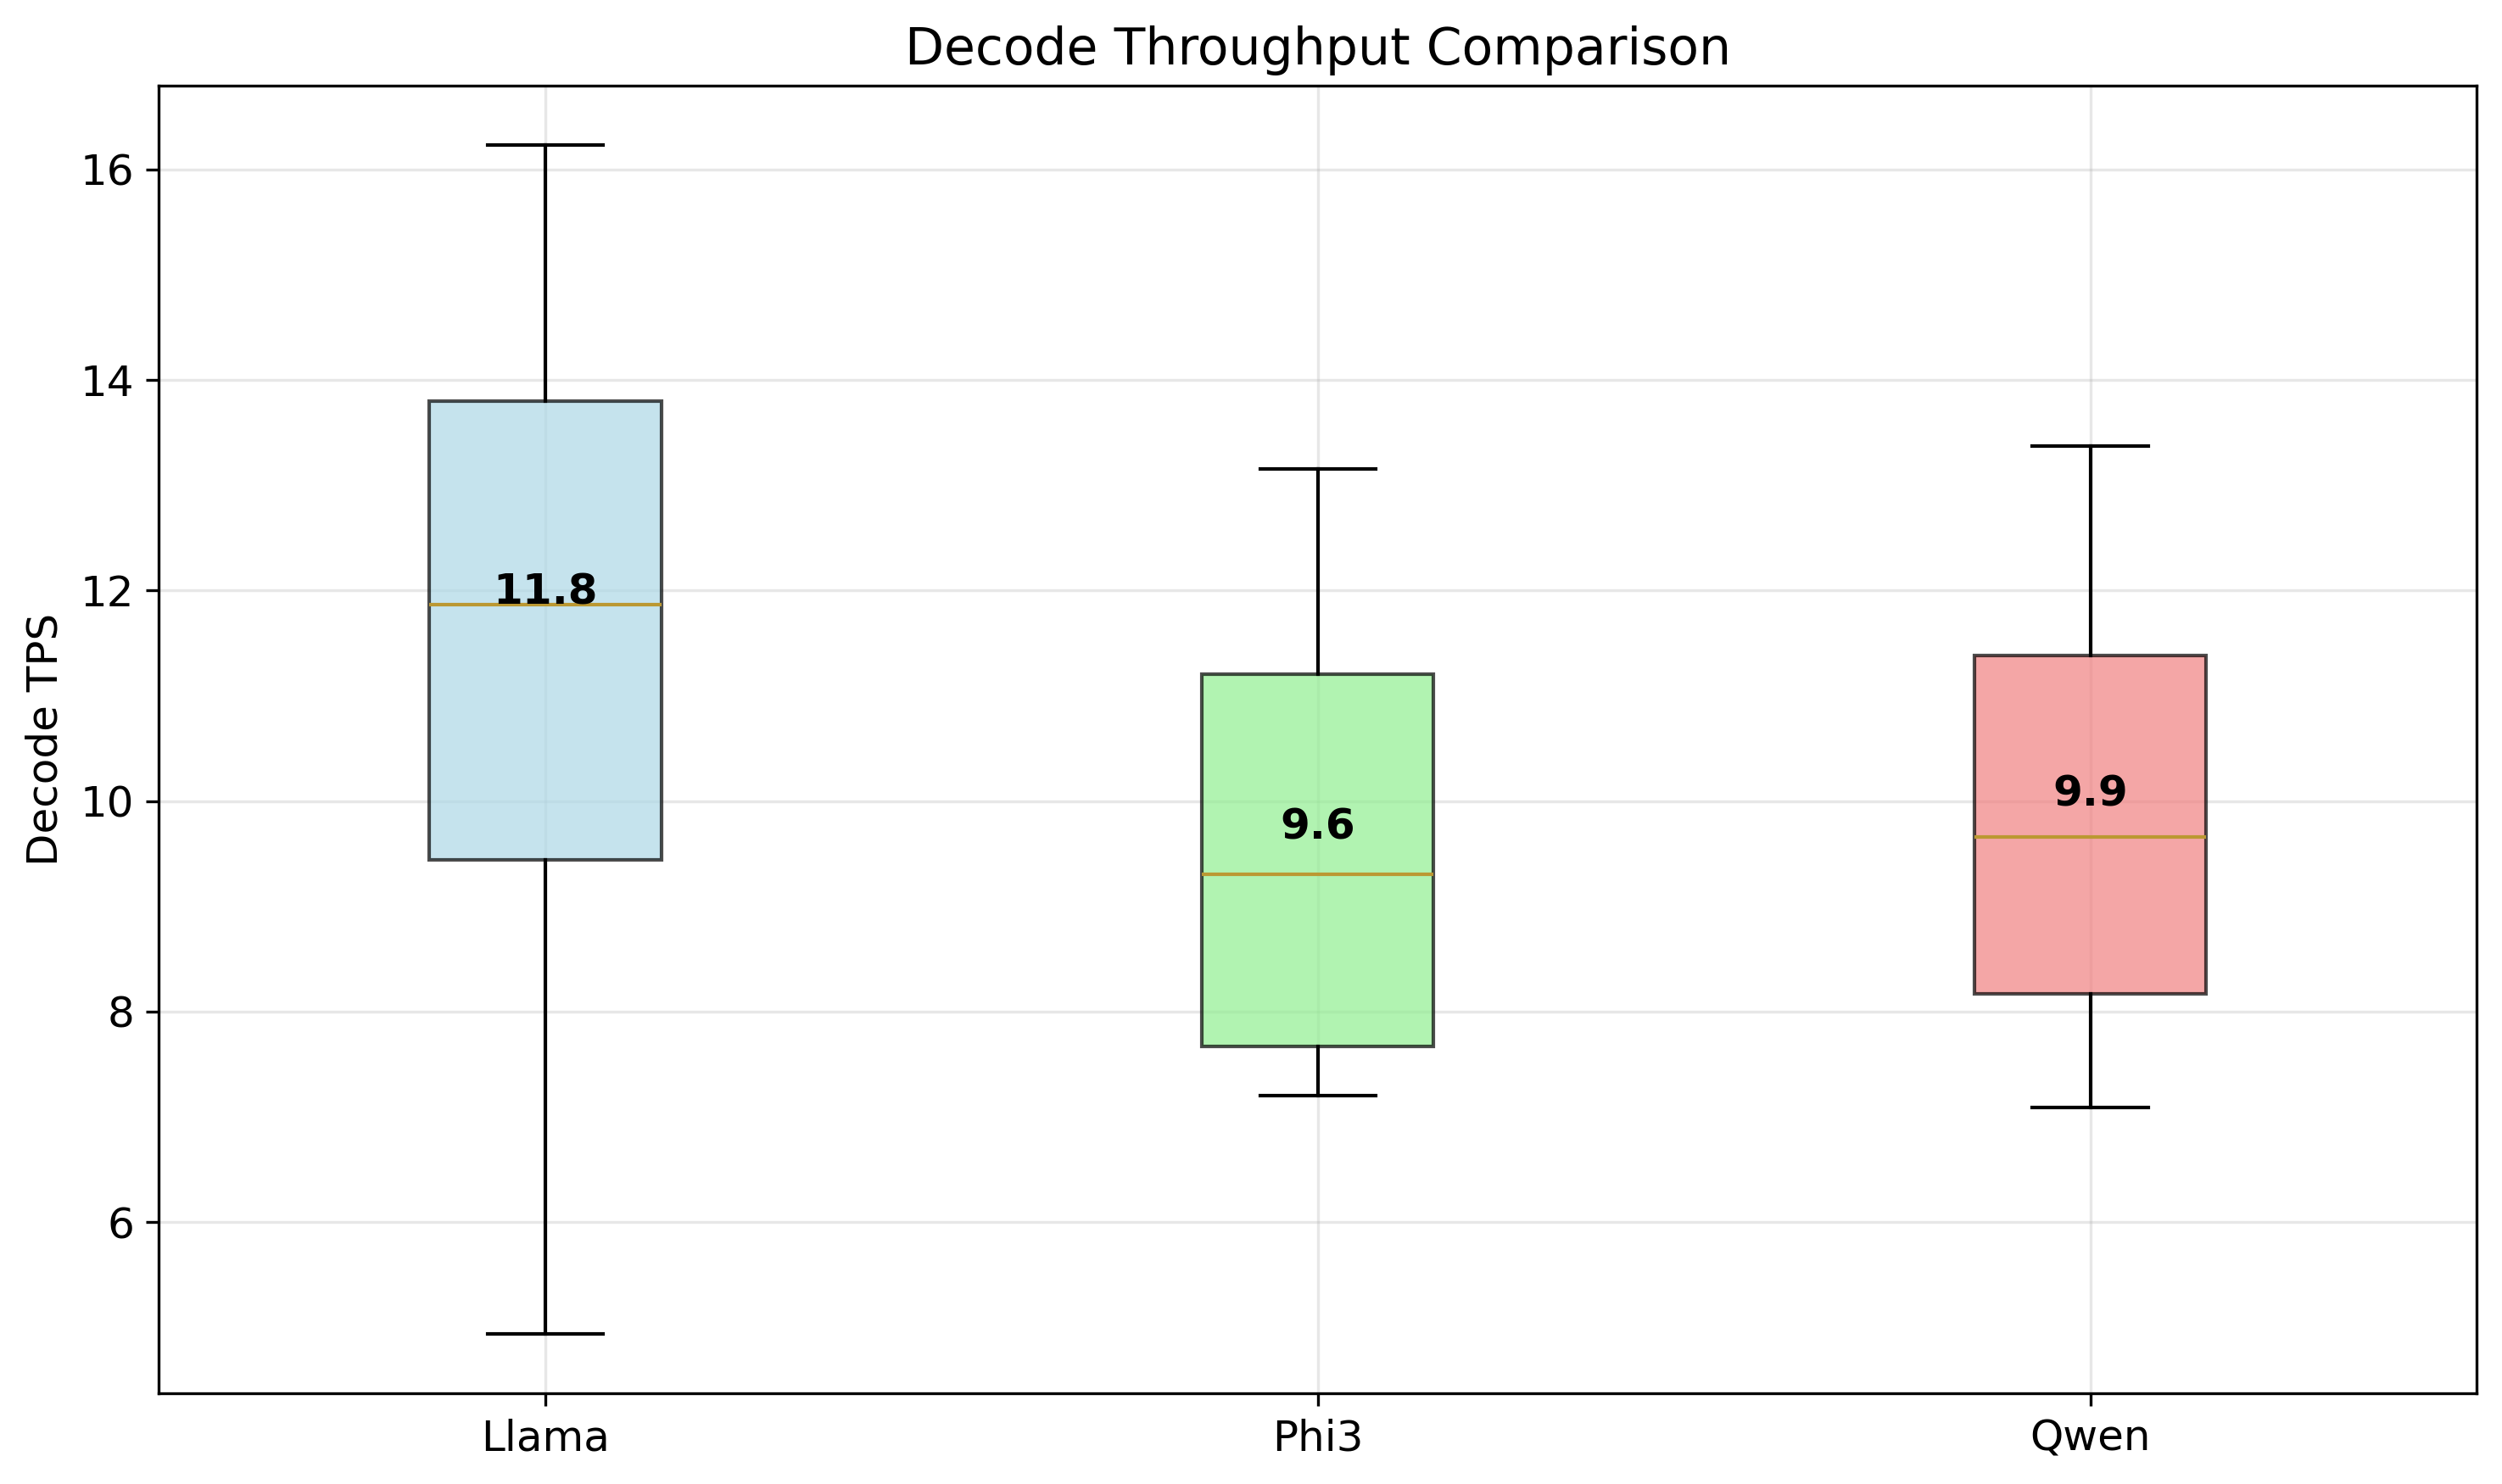 Decode Throughput Comparison
Decode TPS
16
14
12
10
8
6
11.8
9.6
9.9
Llama
Phi3
Qwen